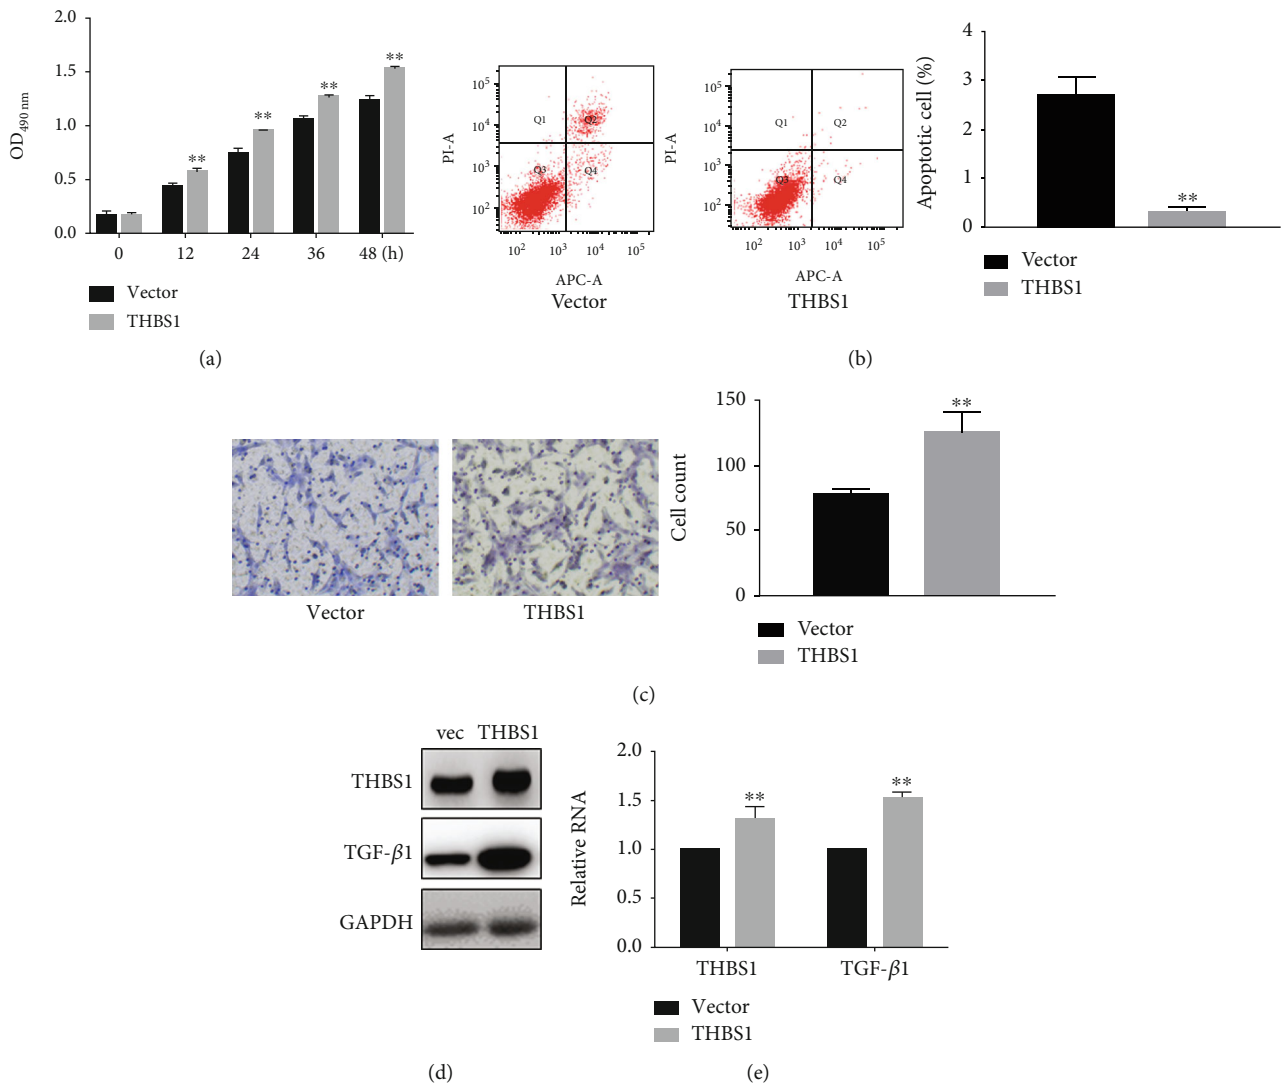 2.0
1.5
1.0
0.5
0.0
OD490 nm
** ** ** **
0 12 24 36 48 (h)
Vector
THBS1
(a)
PI-A
10^5
10^4
10^3
10^2
Q1 Q2
Q3 Q4
10^2 10^3 10^4 10^5
APC-A
Vector
PI-A
10^5
10^4
10^3
10^2
Q1 Q2
Q3 Q4
10^2 10^3 10^4 10^5
APC-A
THBS1
Apoptotic cell (%)
4
3
2
1
0
**
Vector
THBS1
(b)
Vector
THBS1
Cell count
150
100
50
0
**
Vector
THBS1
(c)
vec THBS1
THBS1
TGF-β1
GAPDH
(d)
Relative RNA
2.0
1.5
1.0
0.5
0.0
** **
THBS1 TGF-β1
Vector
THBS1
(e)